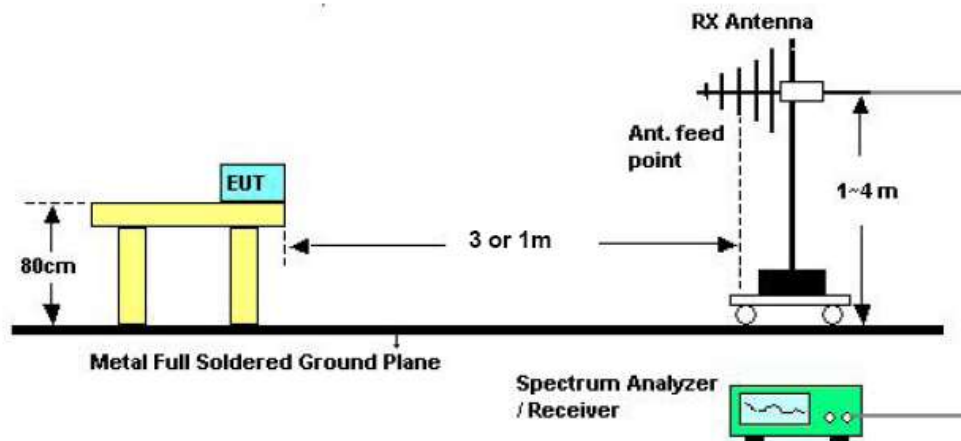 RX Antenna
Ant. feed
point
EUT
1~4 m
3 or 1m
80cm
Metal Full Soldered Ground Plane
Spectrum Analyzer
/ Receiver